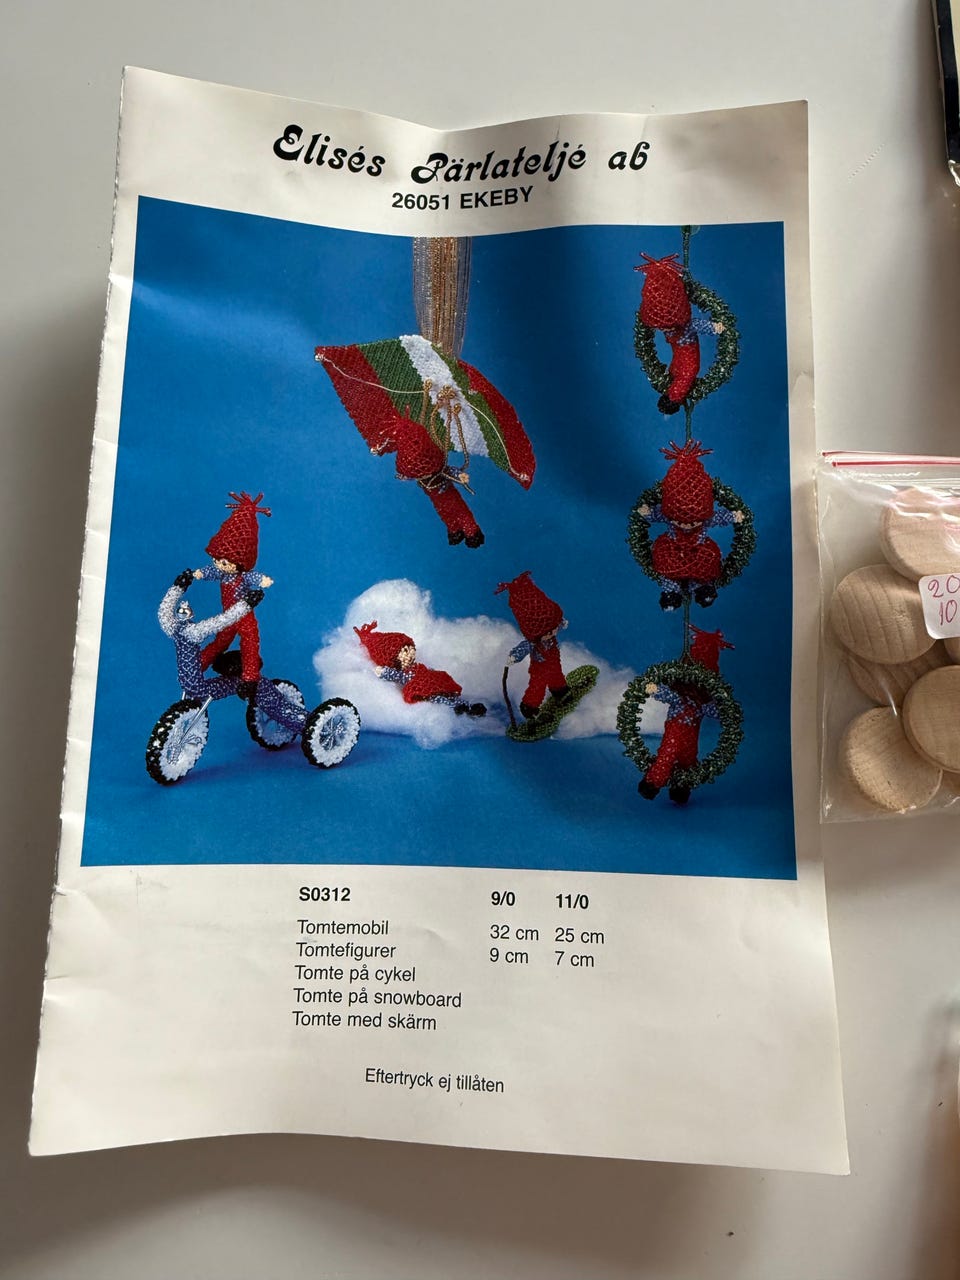 Elisés Pärlateljé ab
26051 EKEBY
S0312 9/0 11/0
Tomtemobil 32 cm 25 cm
Tomtefigurer 9 cm 7 cm
Tomte på cykel
Tomte på snowboard
Tomte med skärm
Eftertryck ej tillåten
20
10